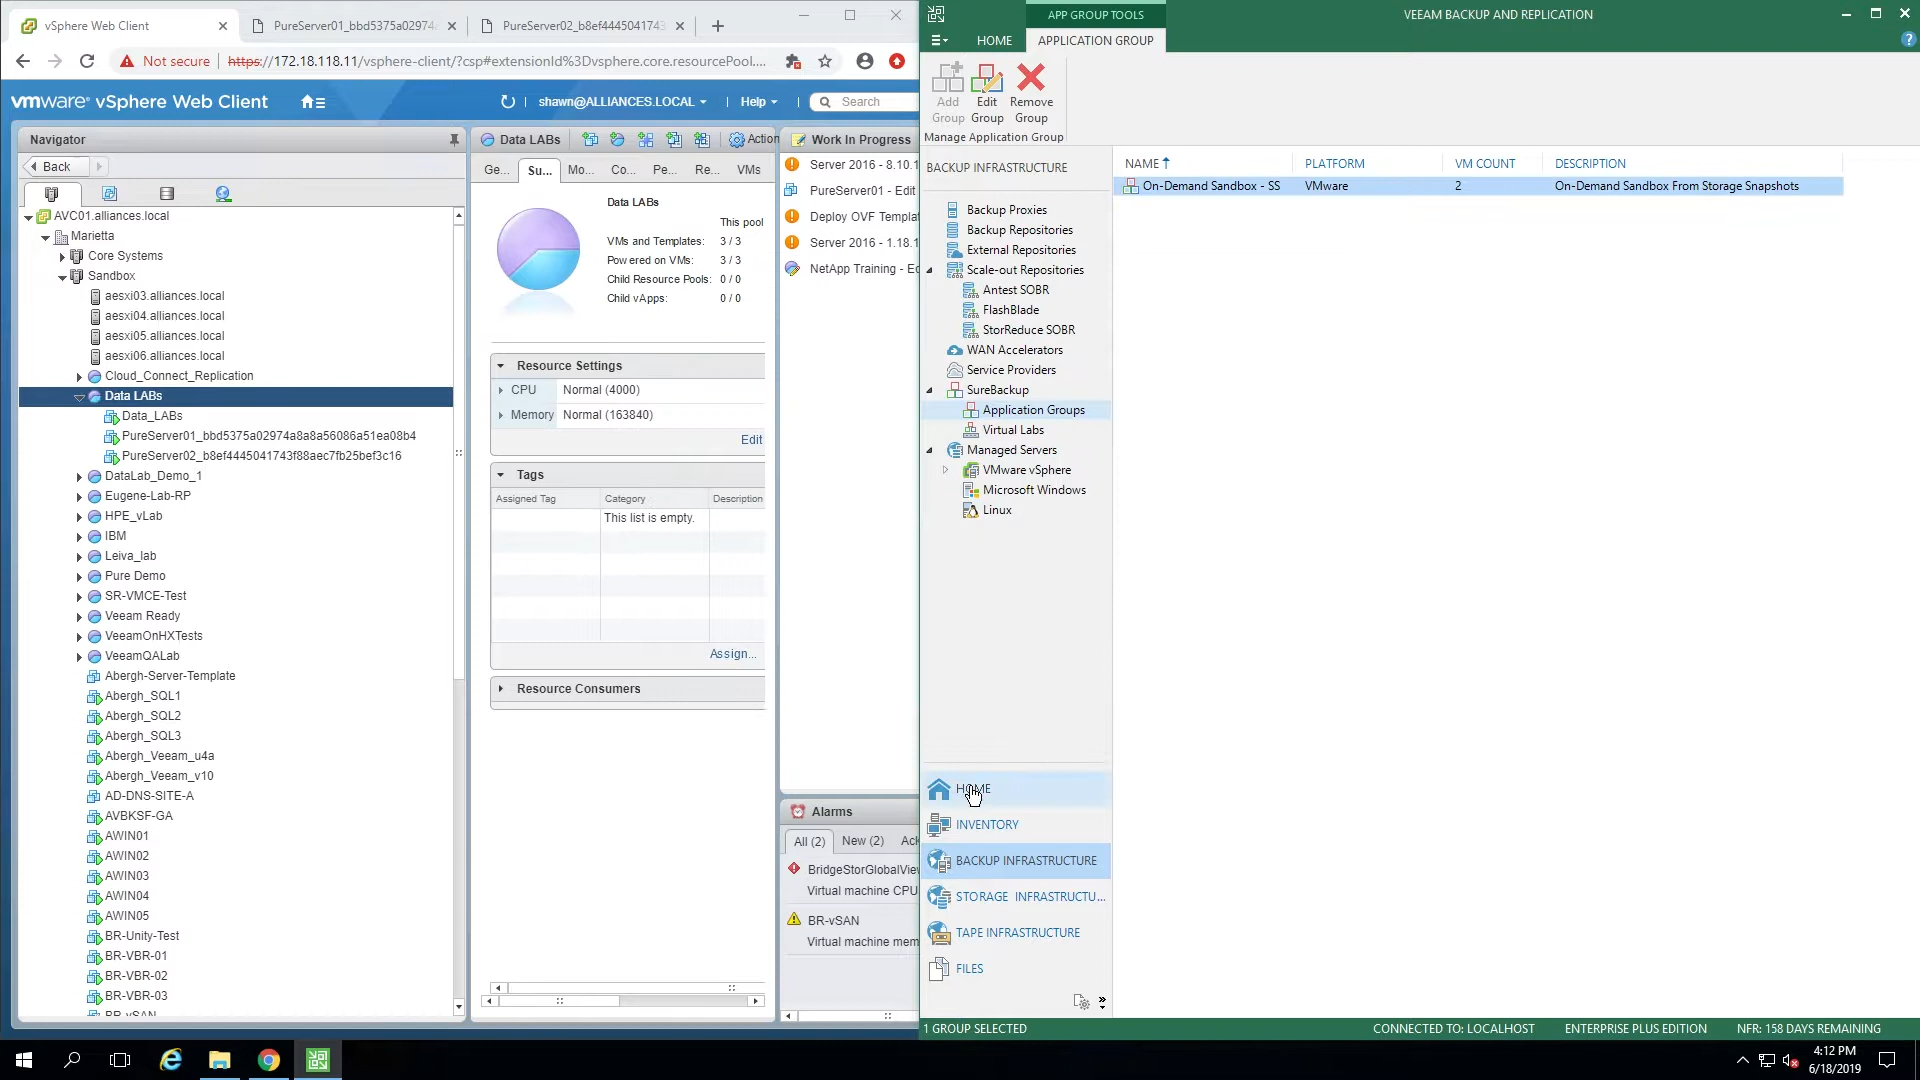 vSphere Web Client
PureServer01_bbd5375a02974
PureServer02_b8ef4445041743
Not secure
https://172.18.118.11/vsphere-client/?csp#extensionId%3Dvsphere.core.resourcePool....
vmware® vSphere Web Client
shawn@ALLIANCES.LOCAL
Help
Search
Navigator
Back
AVC01.alliances.local
Marietta
Core Systems
Sandbox
aesxi03.alliances.local
aesxi04.alliances.local
aesxi05.alliances.local
aesxi06.alliances.local
Cloud_Connect_Replication
Data LABs
Data_LABs
PureServer01_bbd5375a02974a8a8a56086a51ea08b4
PureServer02_b8ef4445041743f88aec7fb25bef3c16
DataLab_Demo_1
Eugene-Lab-RP
HPE_vLab
IBM
Leiva_lab
Pure Demo
SR-VMCE-Test
Veeam Ready
VeeamOnHXTests
VeeamQALab
Abergh-Server-Template
Abergh_SQL1
Abergh_SQL2
Abergh_SQL3
Abergh_Veeam_u4a
Abergh_Veeam_v10
AD-DNS-SITE-A
AVBKSF-GA
AWIN01
AWIN02
AWIN03
AWIN04
AWIN05
BR-Unity-Test
BR-VBR-01
BR-VBR-02
BR-VBR-03
BR-vSAN
Data LABs
Action
Ge...
Su...
Mo...
Co...
Pe...
Re...
VMs
Data LABs
This pool
VMs and Templates: 3 / 3
Powered on VMs: 3 / 3
Child Resource Pools: 0 / 0
Child vApps: 0 / 0
Resource Settings
CPU Normal (4000)
Memory Normal (163840)
Edit
Tags
Assigned Tag Category Description
This list is empty.
Assign...
Resource Consumers
Work In Progress
Server 2016 - 8.10.1
PureServer01 - Edit
Deploy OVF Templat
Server 2016 - 1.18.1
NetApp Training - Ed
Alarms
All (2)
New (2)
Ack
BridgeStorGlobalView
Virtual machine CPU
BR-vSAN
Virtual machine mem
APP GROUP TOOLS
VEEAM BACKUP AND REPLICATION
HOME
APPLICATION GROUP
Add Group
Edit Group
Remove Group
Manage Application Group
BACKUP INFRASTRUCTURE
Backup Proxies
Backup Repositories
External Repositories
Scale-out Repositories
Antest SOBR
FlashBlade
StorReduce SOBR
WAN Accelerators
Service Providers
SureBackup
Application Groups
Virtual Labs
Managed Servers
VMware vSphere
Microsoft Windows
Linux
HOME
INVENTORY
BACKUP INFRASTRUCTURE
STORAGE INFRASTRUCTU...
TAPE INFRASTRUCTURE
FILES
NAME PLATFORM VM COUNT DESCRIPTION
On-Demand Sandbox - SS VMware 2 On-Demand Sandbox From Storage Snapshots
1 GROUP SELECTED
CONNECTED TO: LOCALHOST
ENTERPRISE PLUS EDITION
NFR: 158 DAYS REMAINING
4:12 PM
6/18/2019